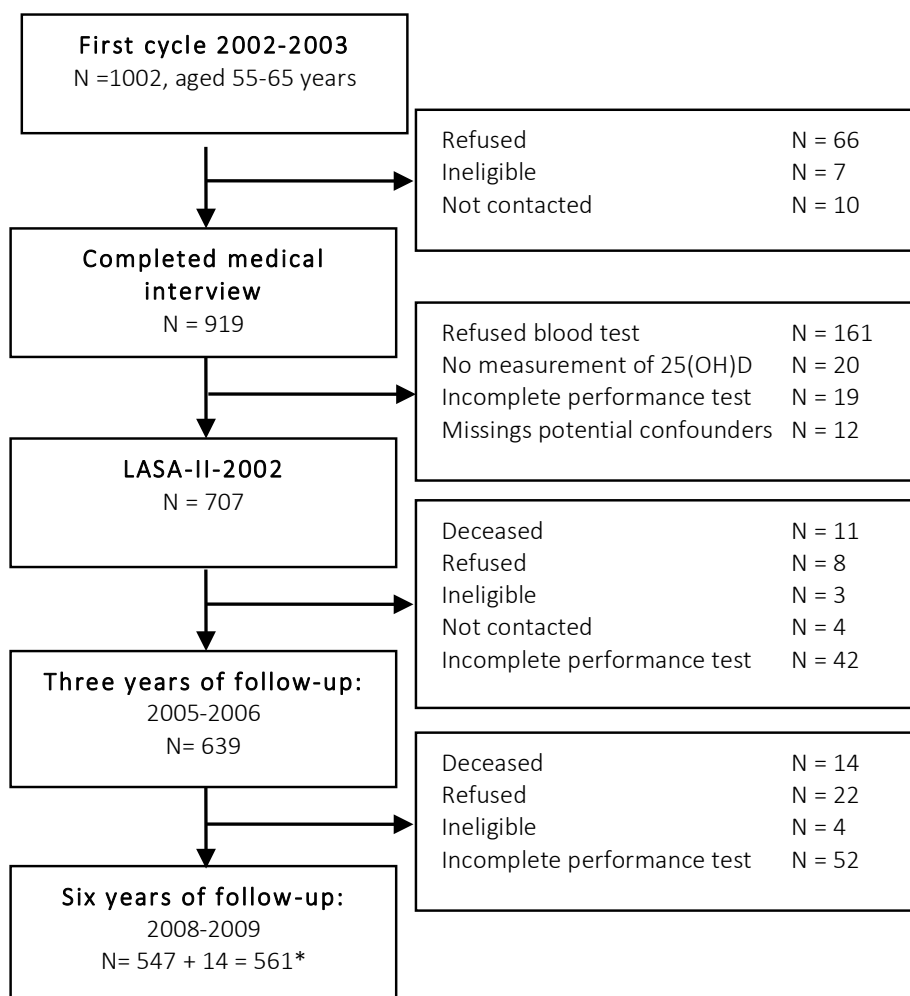 First cycle 2002-2003
N =1002, aged 55-65 years
Refused N = 66
Ineligible N = 7
Not contacted N = 10
Completed medical
interview
N = 919
Refused blood test N = 161
No measurement of 25(OH)D N = 20
Incomplete performance test N = 19
Missings potential confounders N = 12
LASA-II-2002
N = 707
Deceased N = 11
Refused N = 8
Ineligible N = 3
Not contacted N = 4
Incomplete performance test N = 42
Three years of follow-up:
2005-2006
N= 639
Deceased N = 14
Refused N = 22
Ineligible N = 4
Incomplete performance test N = 52
Six years of follow-up:
2008-2009
N= 547 + 14 = 561*